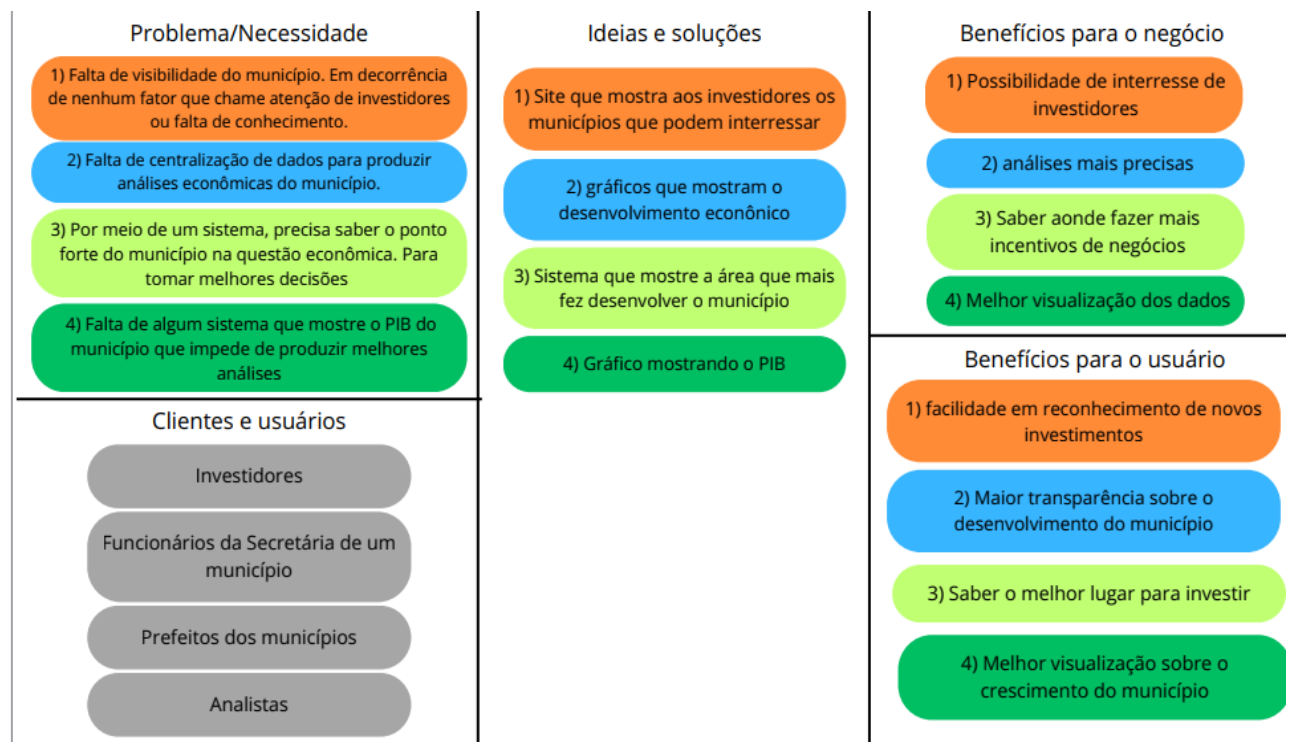 Problema/Necessidade
1) Falta de visibilidade do município. Em decorrência
de nenhum fator que chame atenção de investidores
ou falta de conhecimento.
2) Falta de centralização de dados para produzir
análises econômicas do município.
3) Por meio de um sistema, precisa saber o ponto
forte do município na questão econômica. Para
tomar melhores decisões
4) Falta de algum sistema que mostre o PIB do
município que impede de produzir melhores
análises
Clientes e usuários
Investidores
Funcionários da Secretária de um
município
Prefeitos dos municípios
Analistas
Ideias e soluções
1) Site que mostra aos investidores os
municípios que podem interressar
2) gráficos que mostram o
desenvolvimento econônico
3) Sistema que mostre a área que mais
fez desenvolver o município
4) Gráfico mostrando o PIB
Benefícios para o negócio
1) Possibilidade de interresse de
investidores
2) análises mais precisas
3) Saber aonde fazer mais
incentivos de negócios
4) Melhor visualização dos dados
Benefícios para o usuário
1) facilidade em reconhecimento de novos
investimentos
2) Maior transparência sobre o
desenvolvimento do município
3) Saber o melhor lugar para investir
4) Melhor visualização sobre o
crescimento do município